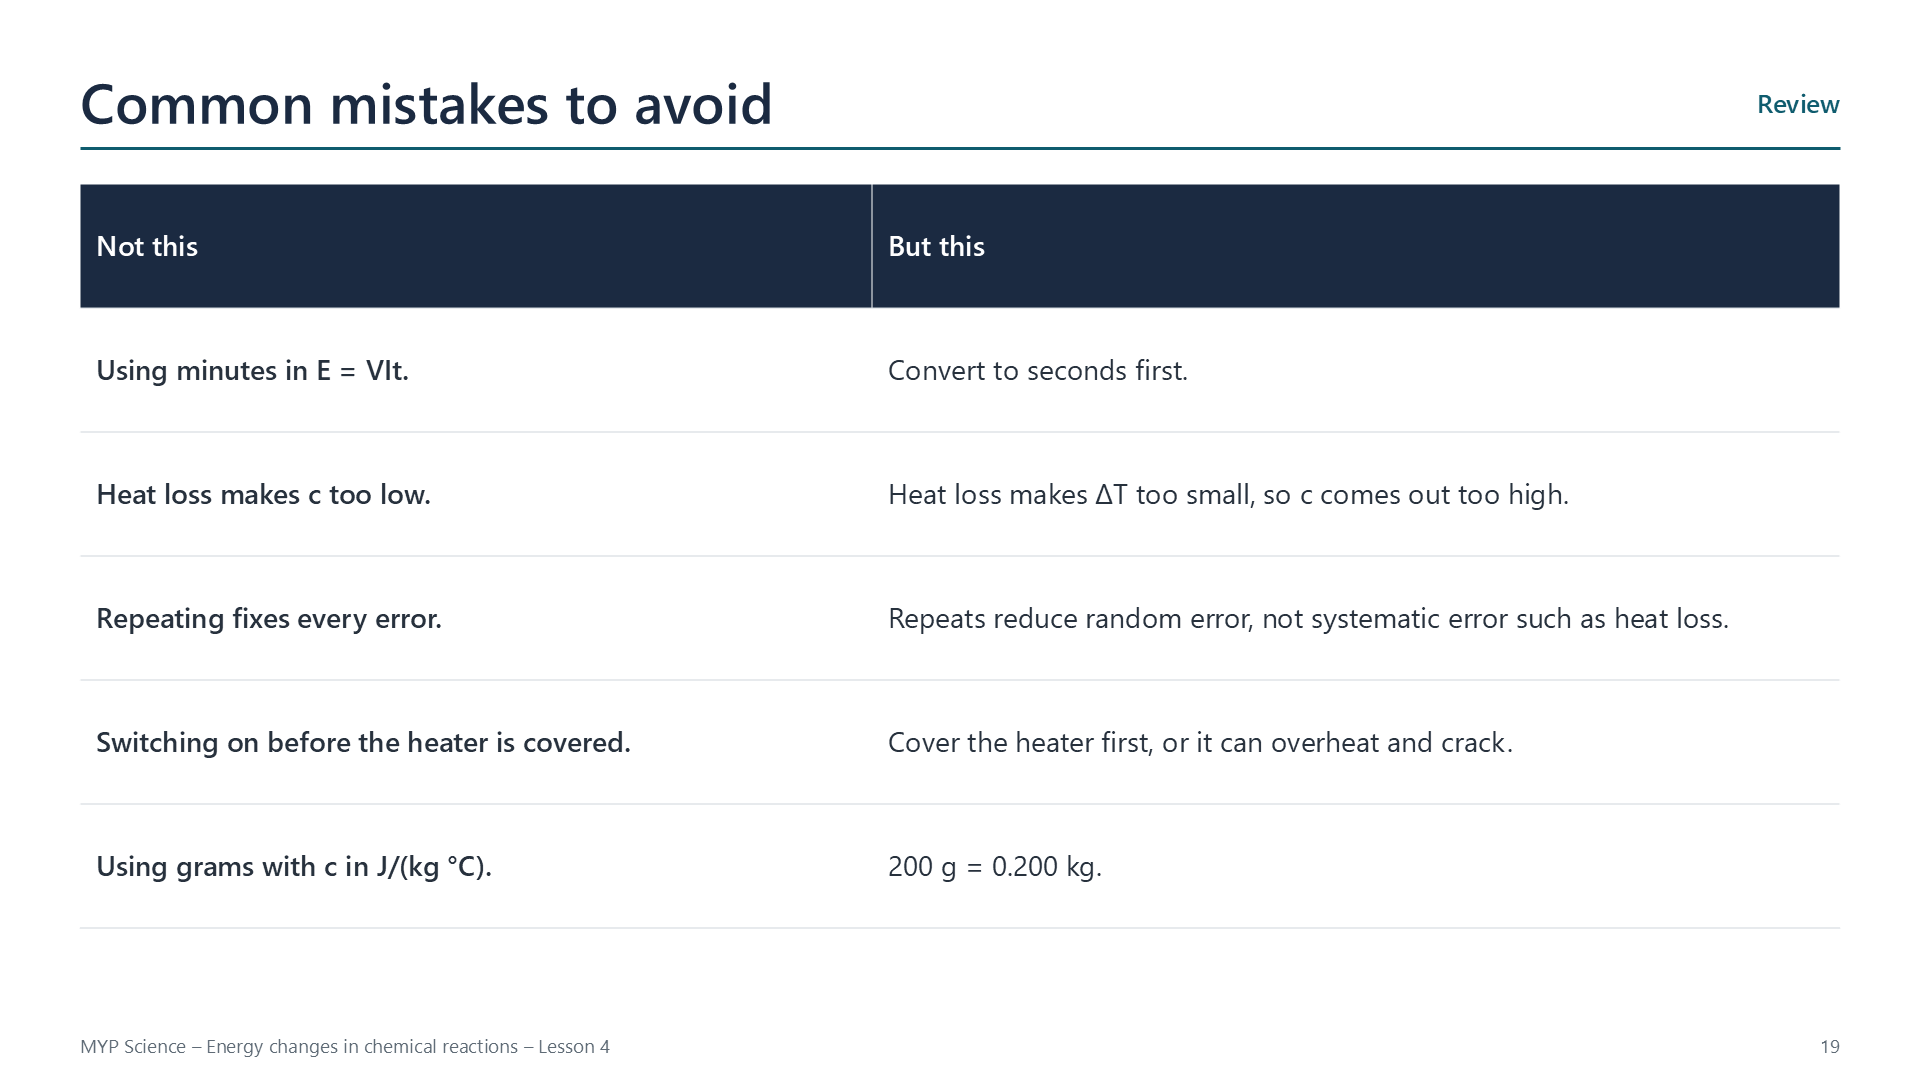 Common mistakes to avoid
Review
Not this
But this
Using minutes in E = VIt.
Convert to seconds first.
Heat loss makes c too low.
Heat loss makes ΔT too small, so c comes out too high.
Repeating fixes every error.
Repeats reduce random error, not systematic error such as heat loss.
Switching on before the heater is covered.
Cover the heater first, or it can overheat and crack.
Using grams with c in J/(kg °C).
200 g = 0.200 kg.
MYP Science – Energy changes in chemical reactions – Lesson 4
19